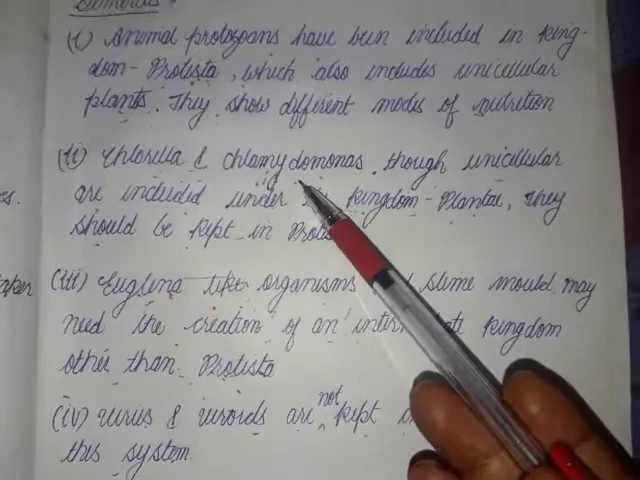 Demerits
(i) Animal protozoans have been included in King-
dom - Protista, which also includes unicellular
plants. They show different modes of nutrition
(ii) Chlorella & chlamydomonas though unicellular
es.
are included under kingdom - Plantae, They
should be kept in
(iii) Euglena like organisms slime mould may
need the creation of an kingdom
other than Protista
(iv) virus & viroids are not kept
this system.